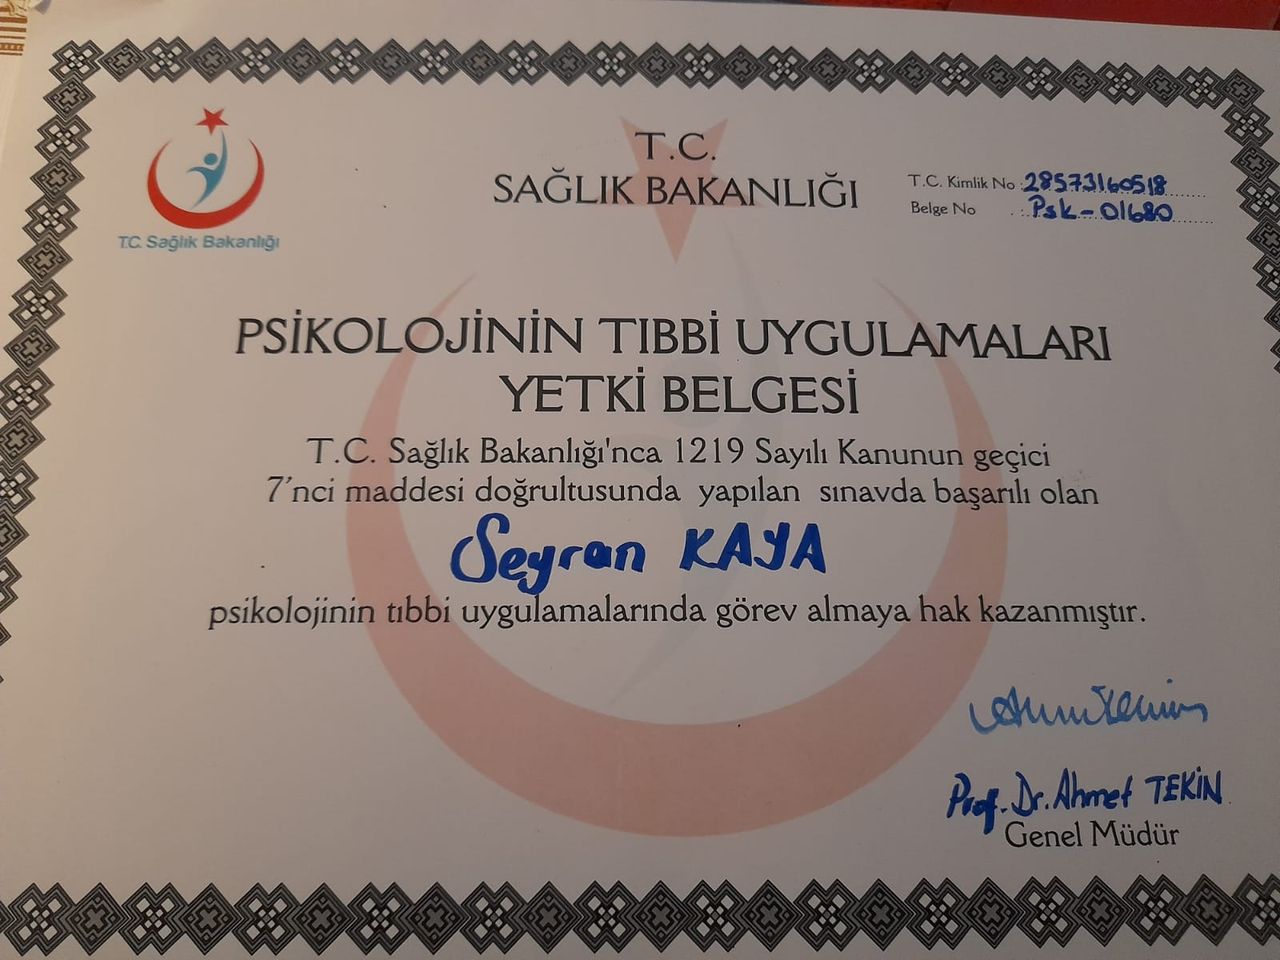 T.C. Sağlık Bakanlığı
T.C.
SAĞLIK BAKANLIĞI
T.C. Kimlik No : 28573160518
Belge No : Psk-01680
PSİKOLOJİNİN TIBBİ UYGULAMALARI
YETKİ BELGESİ
T.C. Sağlık Bakanlığı'nca 1219 Sayılı Kanunun geçici
7'nci maddesi doğrultusunda yapılan sınavda başarılı olan
Seyran KAYA
psikolojinin tıbbi uygulamalarında görev almaya hak kazanmıştır.
Prof. Dr. Ahmet TEKİN
Genel Müdür